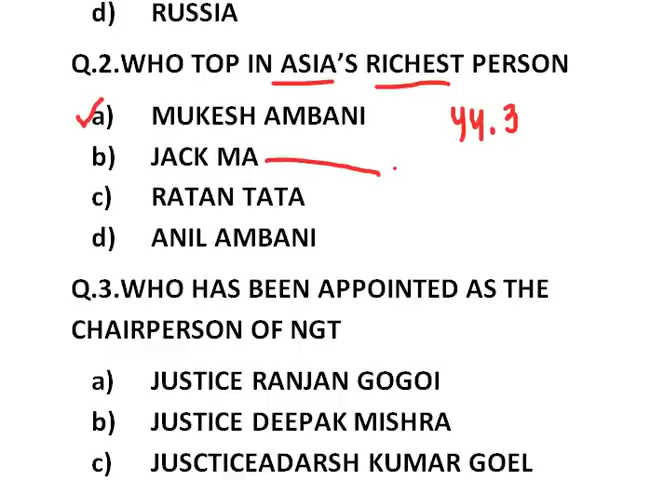 d) RUSSIA
Q.2.WHO TOP IN ASIA'S RICHEST PERSON
a) MUKESH AMBANI 44.3
b) JACK MA
c) RATAN TATA
d) ANIL AMBANI
Q.3.WHO HAS BEEN APPOINTED AS THE
CHAIRPERSON OF NGT
a) JUSTICE RANJAN GOGOI
b) JUSTICE DEEPAK MISHRA
c) JUSCTICEADARSH KUMAR GOEL